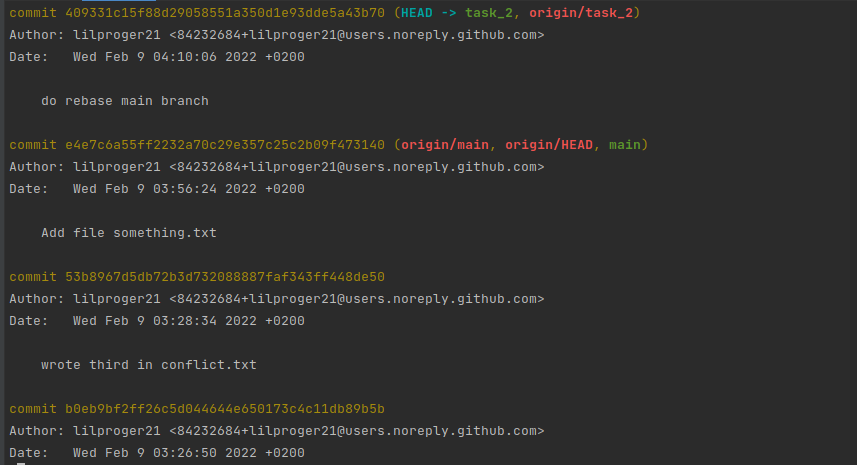 commit 409331c15f88d29058551a350d1e93dde5a43b70 (HEAD -> task_2, origin/task_2)
Author: lilproger21 <84232684+lilproger21@users.noreply.github.com>
Date:   Wed Feb 9 04:10:06 2022 +0200
    do rebase main branch
commit e4e7c6a55ff2232a70c29e357c25c2b09f473140 (origin/main, origin/HEAD, main)
Author: lilproger21 <84232684+lilproger21@users.noreply.github.com>
Date:   Wed Feb 9 03:56:24 2022 +0200
    Add file something.txt
commit 53b8967d5db72b3d732088887faf343ff448de50
Author: lilproger21 <84232684+lilproger21@users.noreply.github.com>
Date:   Wed Feb 9 03:28:34 2022 +0200
    wrote third in conflict.txt
commit b0eb9bf2ff26c5d044644e650173c4c11db89b5b
Author: lilproger21 <84232684+lilproger21@users.noreply.github.com>
Date:   Wed Feb 9 03:26:50 2022 +0200